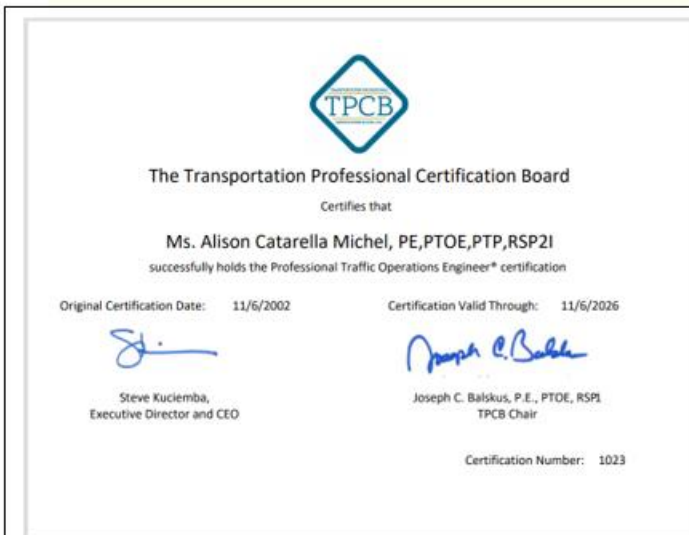 TPCB
The Transportation Professional Certification Board
Certifies that
Ms. Alison Catarella Michel, PE,PTOE,PTP,RSP2I
successfully holds the Professional Traffic Operations Engineer® certification
Original Certification Date: 11/6/2002
Certification Valid Through: 11/6/2026
Steve Kuciemba,
Executive Director and CEO
Joseph C. Balskus, P.E., PTOE, RSP1
TPCB Chair
Certification Number: 1023